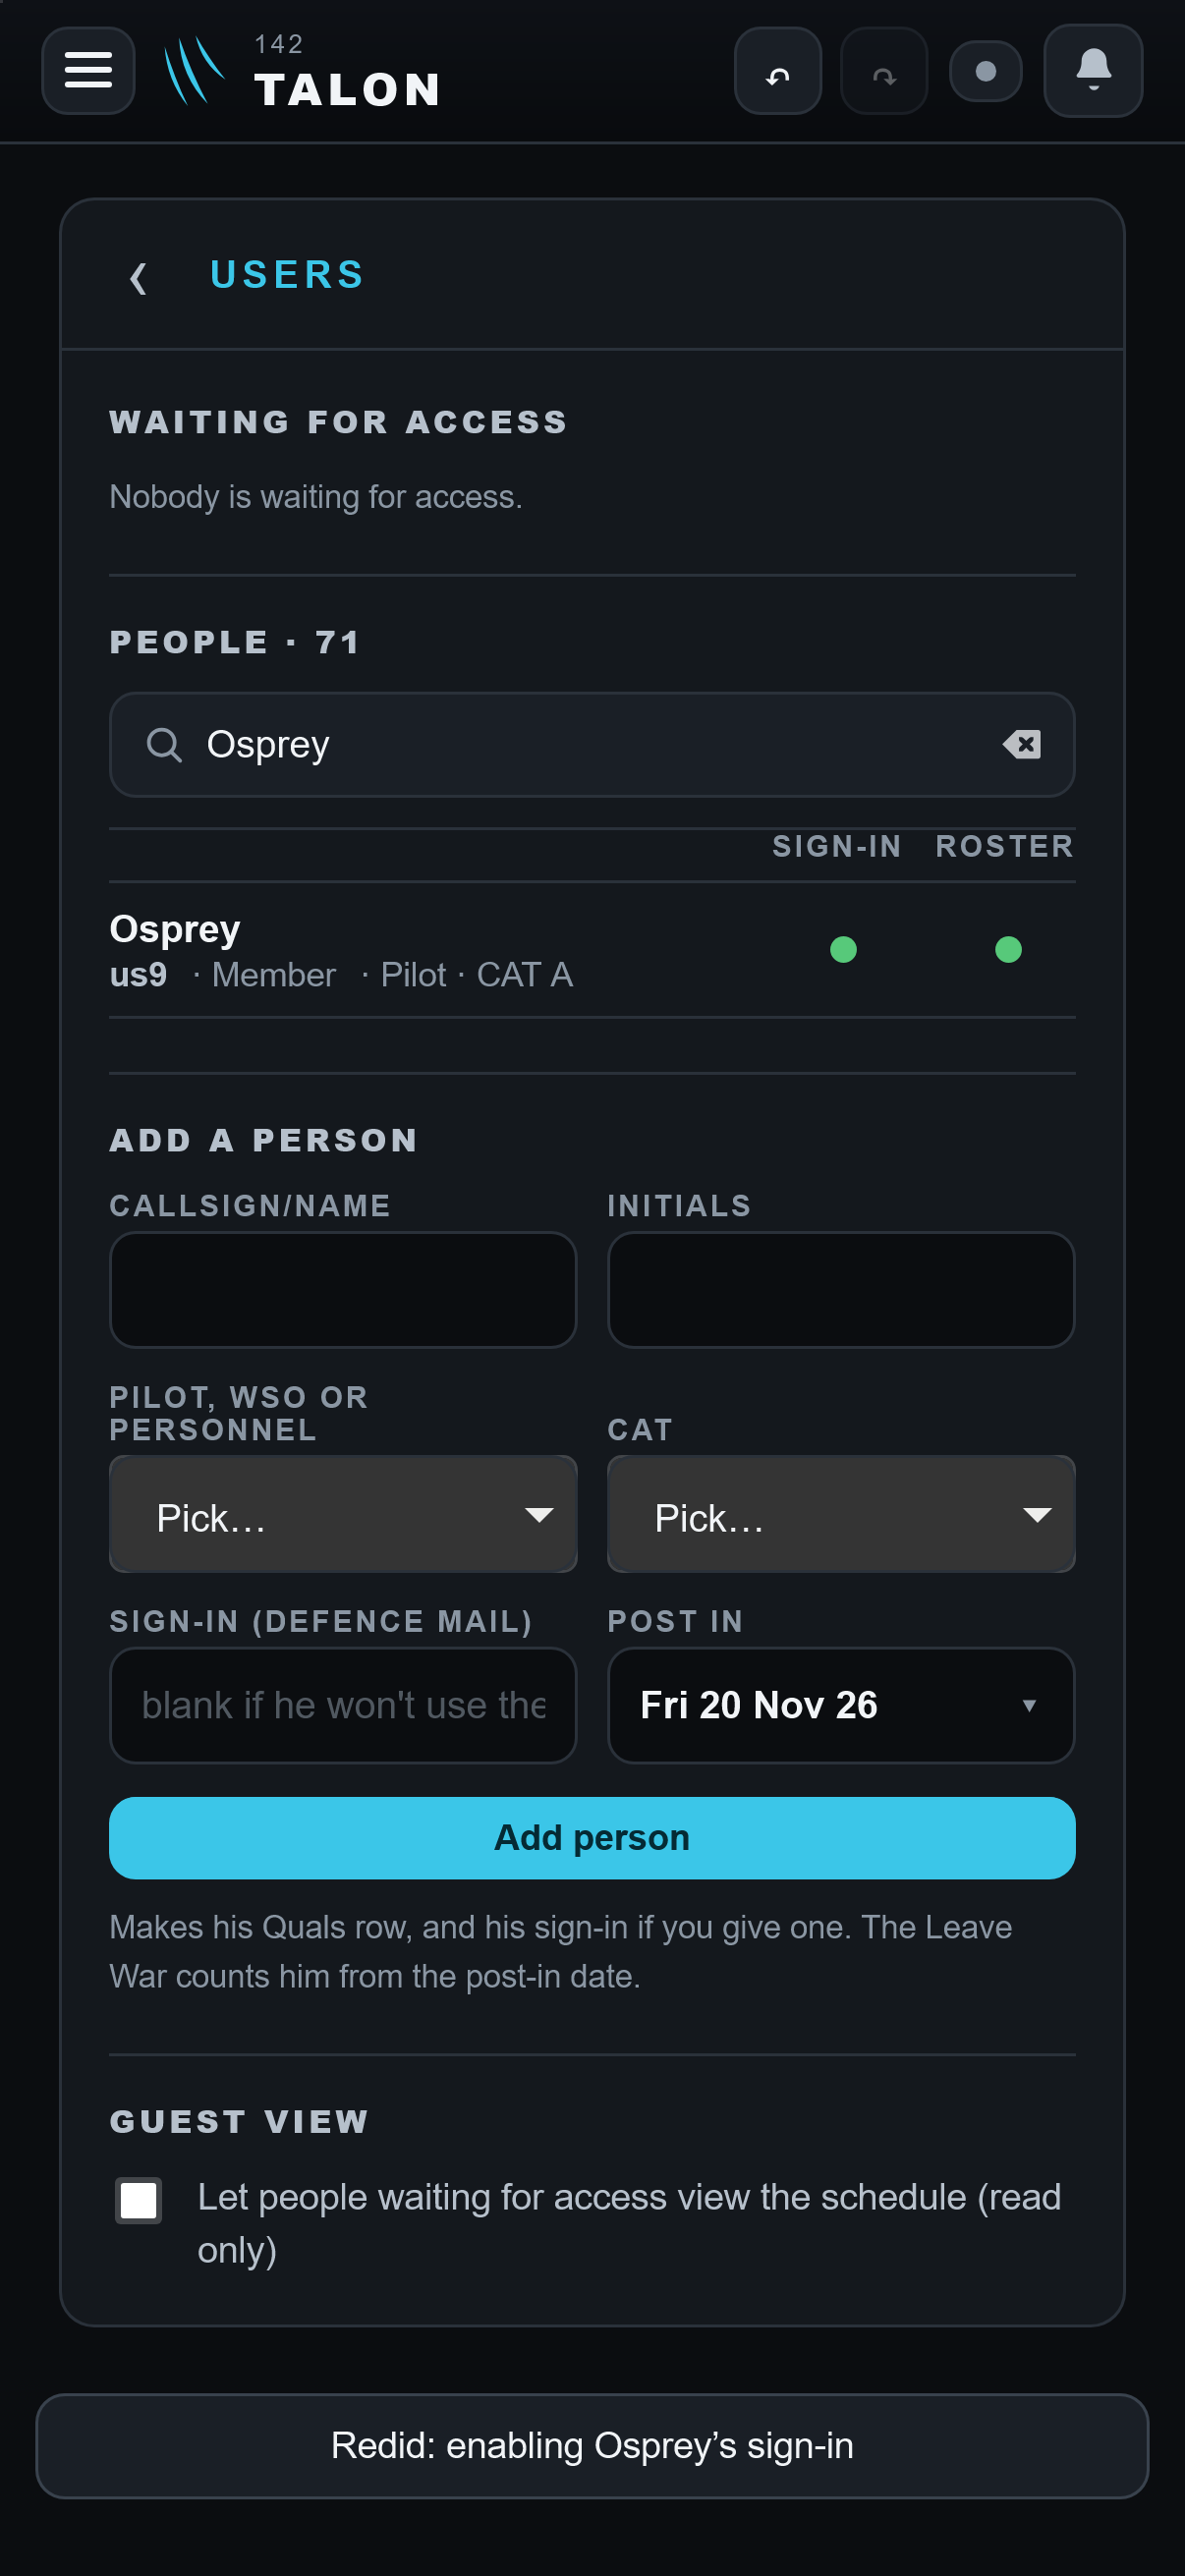 142
TALON
USERS
WAITING FOR ACCESS
Nobody is waiting for access.
PEOPLE · 71
Osprey
SIGN-IN ROSTER
Osprey
us9 · Member · Pilot · CAT A
ADD A PERSON
CALLSIGN/NAME INITIALS
PILOT, WSO OR
PERSONNEL CAT
Pick... Pick...
SIGN-IN (DEFENCE MAIL) POST IN
blank if he won't use the Fri 20 Nov 26
Add person
Makes his Quals row, and his sign-in if you give one. The Leave
War counts him from the post-in date.
GUEST VIEW
Let people waiting for access view the schedule (read
only)
Redid: enabling Osprey’s sign-in